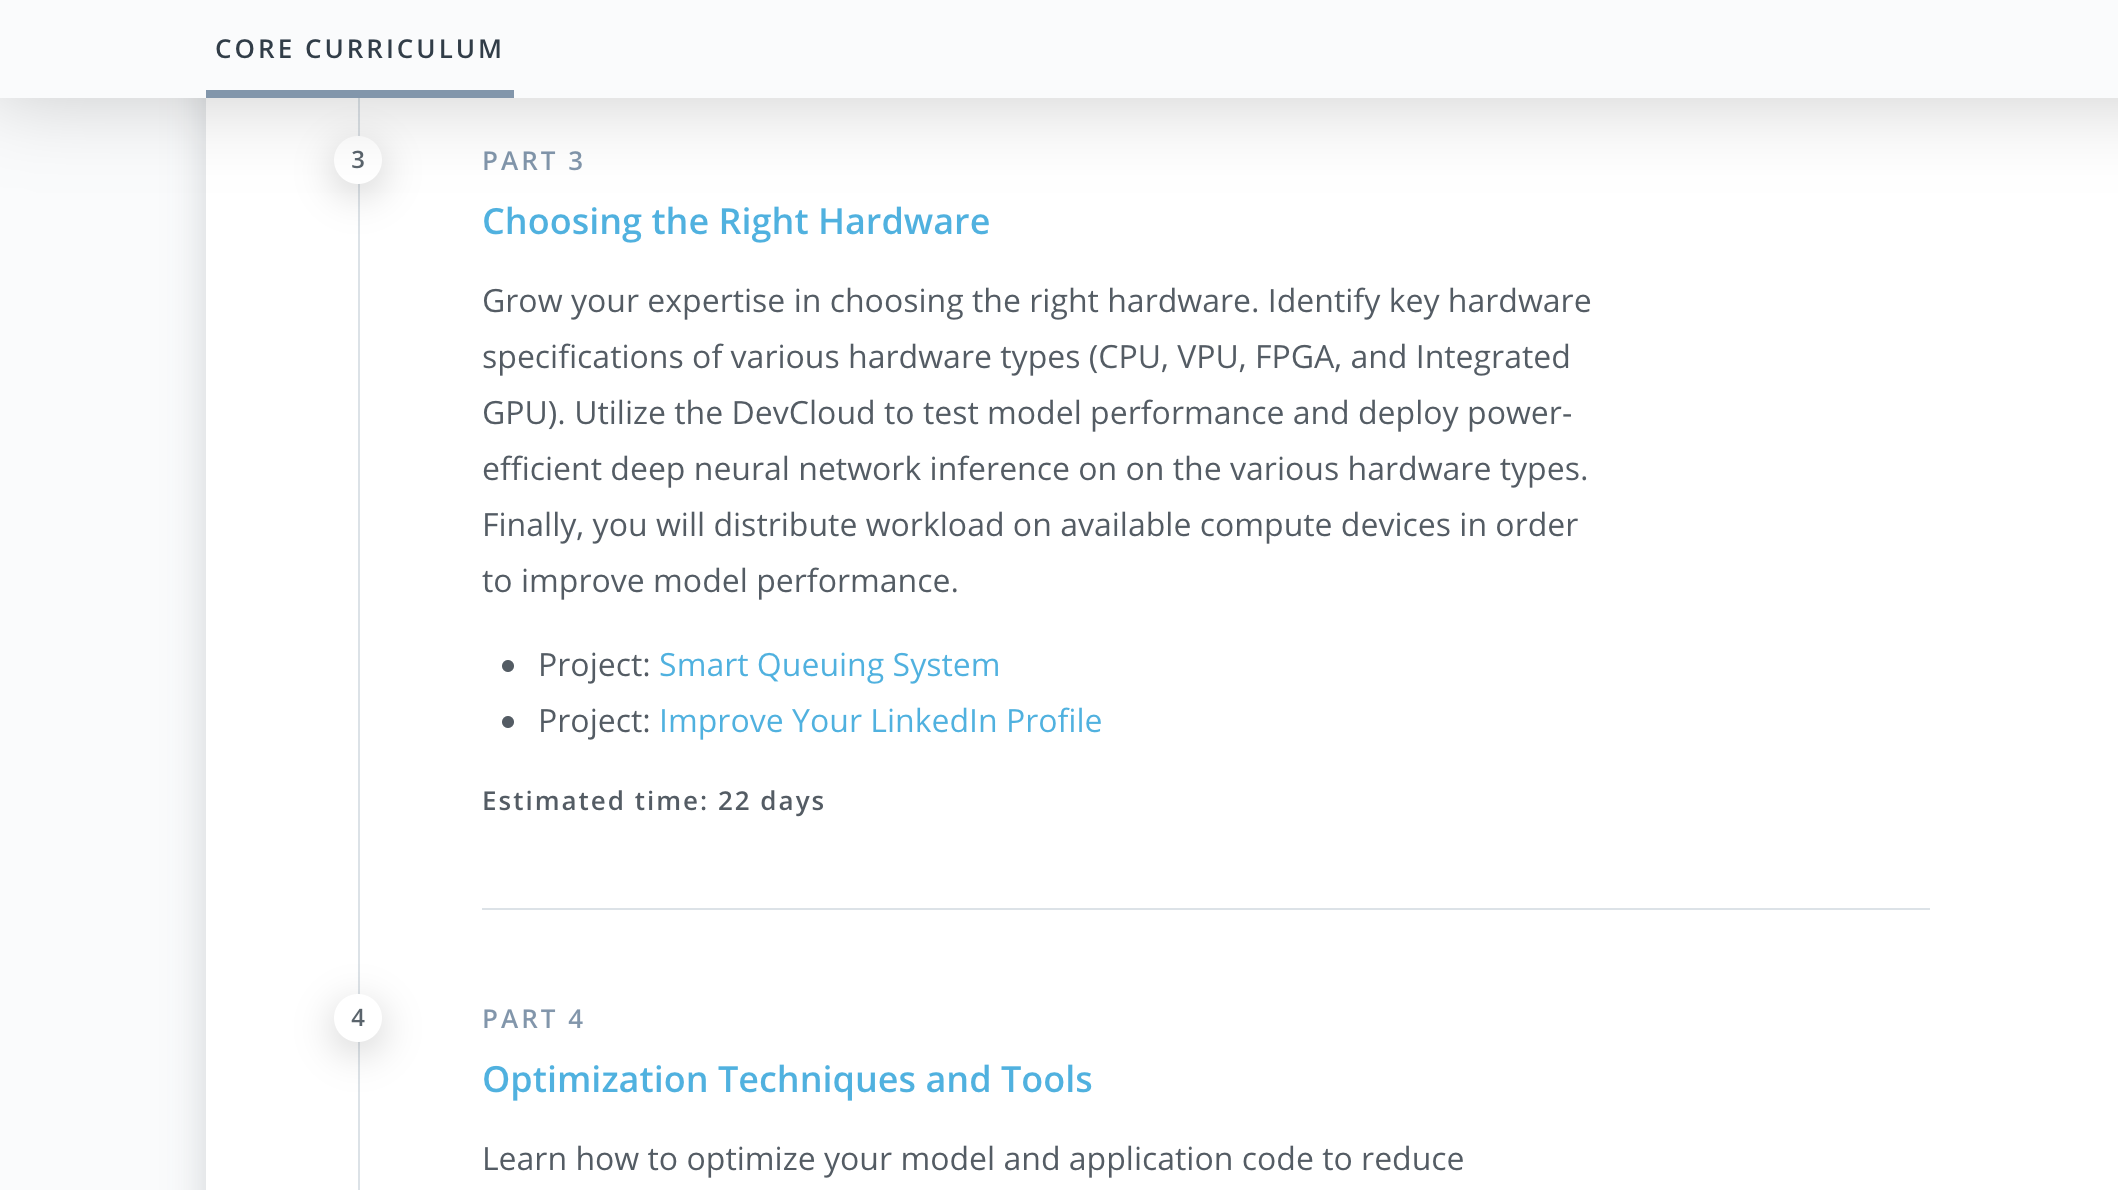 CORE CURRICULUM
3
PART 3
Choosing the Right Hardware
Grow your expertise in choosing the right hardware. Identify key hardware
specifications of various hardware types (CPU, VPU, FPGA, and Integrated
GPU). Utilize the DevCloud to test model performance and deploy power-
efficient deep neural network inference on on the various hardware types.
Finally, you will distribute workload on available compute devices in order
to improve model performance.
• Project: Smart Queuing System
• Project: Improve Your LinkedIn Profile
Estimated time: 22 days
4
PART 4
Optimization Techniques and Tools
Learn how to optimize your model and application code to reduce